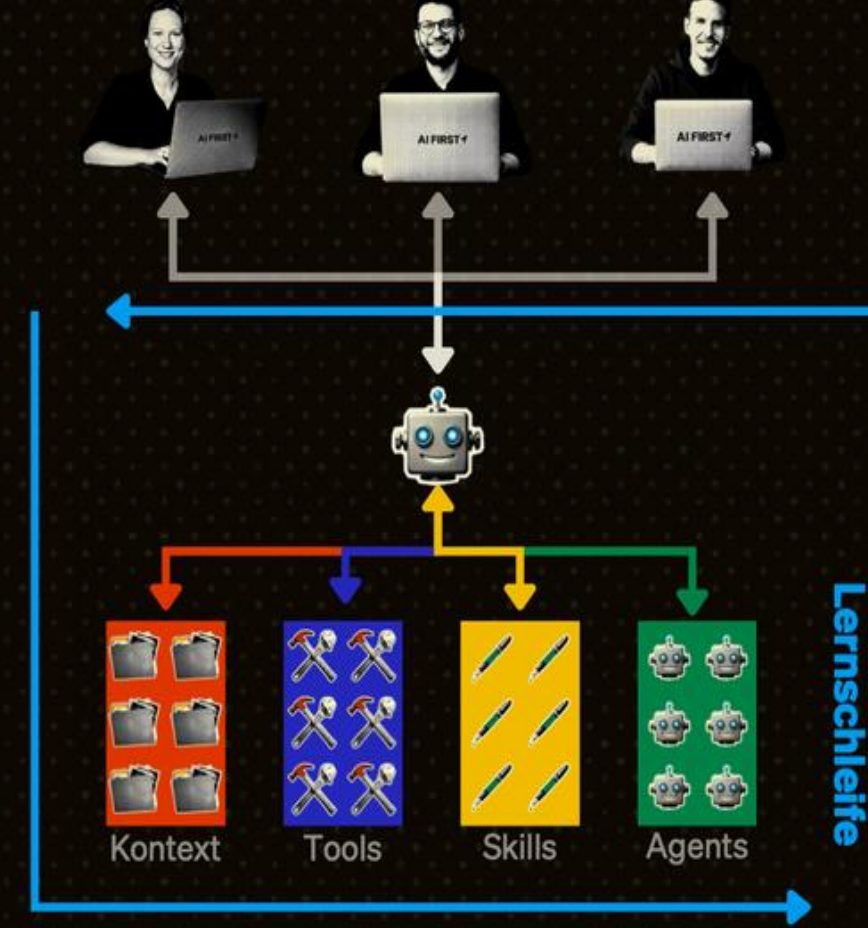 AI FIRST
AI FIRST
AI FIRST
Lernschleife
Kontext
Tools
Skills
Agents